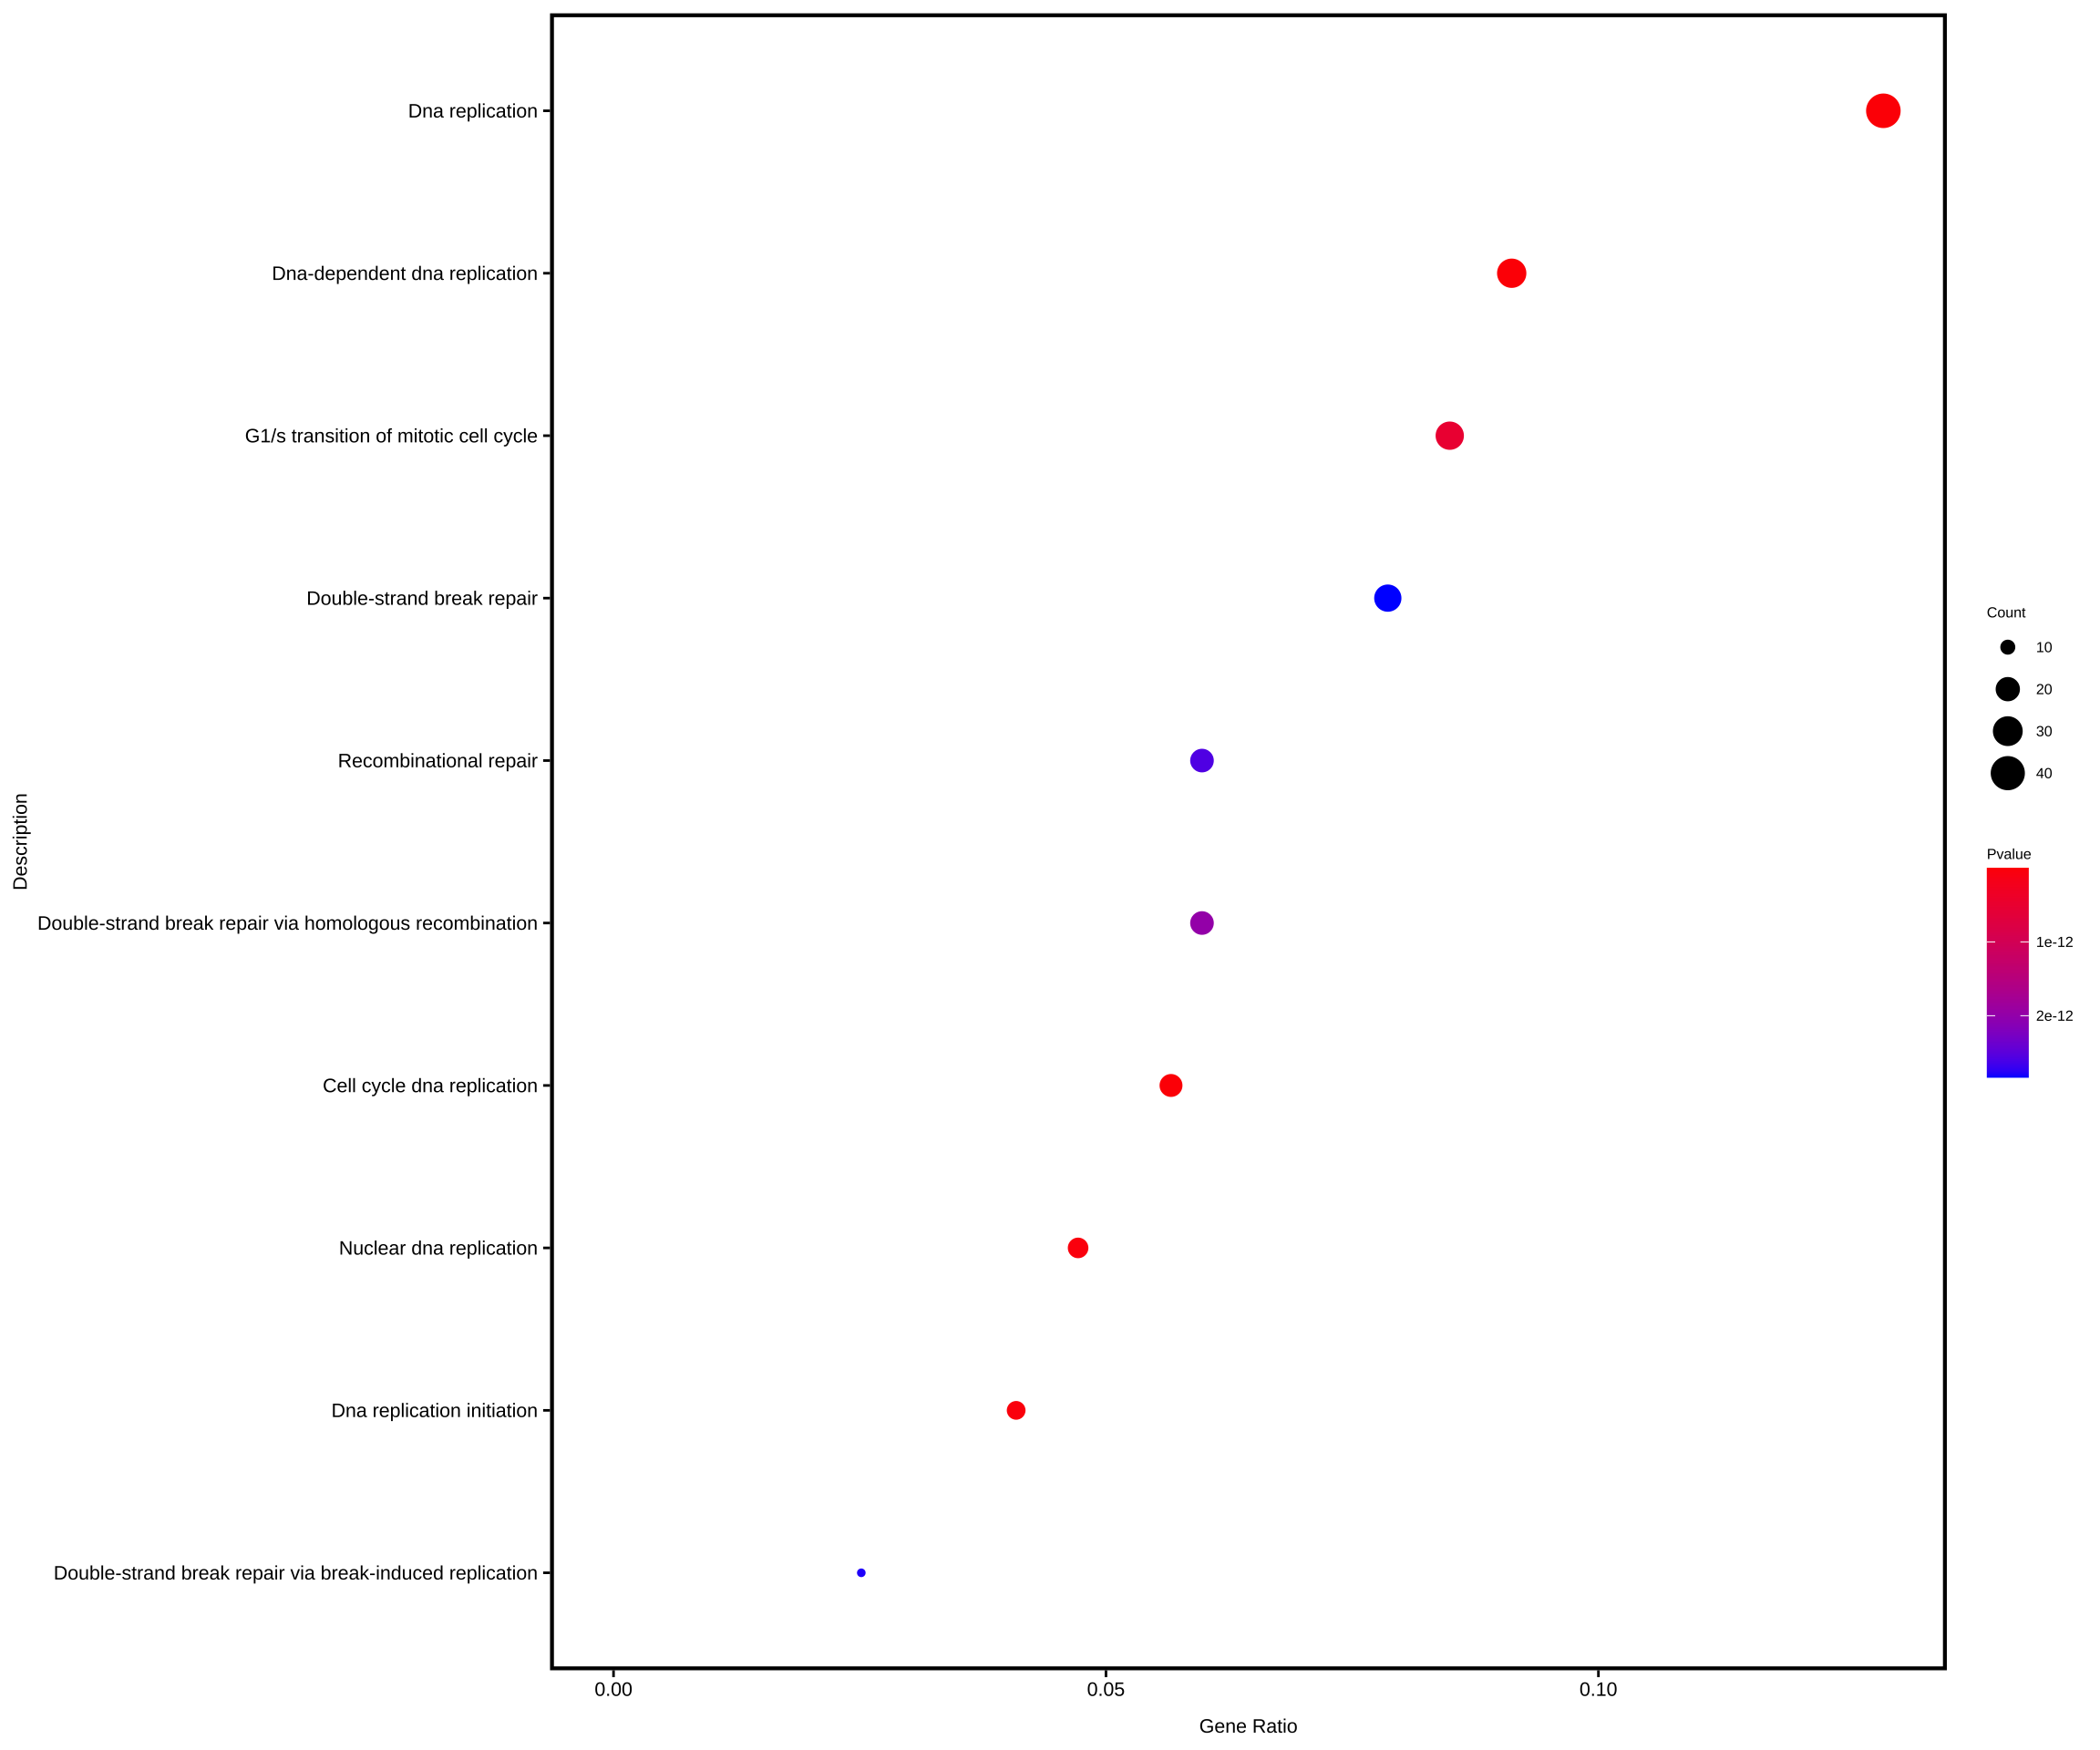 Dna replication
Dna-dependent dna replication
G1/s transition of mitotic cell cycle
Double-strand break repair
Recombinational repair
Double-strand break repair via homologous recombination
Cell cycle dna replication
Nuclear dna replication
Dna replication initiation
Double-strand break repair via break-induced replication
Description
0.00
0.05
0.10
Gene Ratio
Count
10
20
30
40
Pvalue
1e-12
2e-12